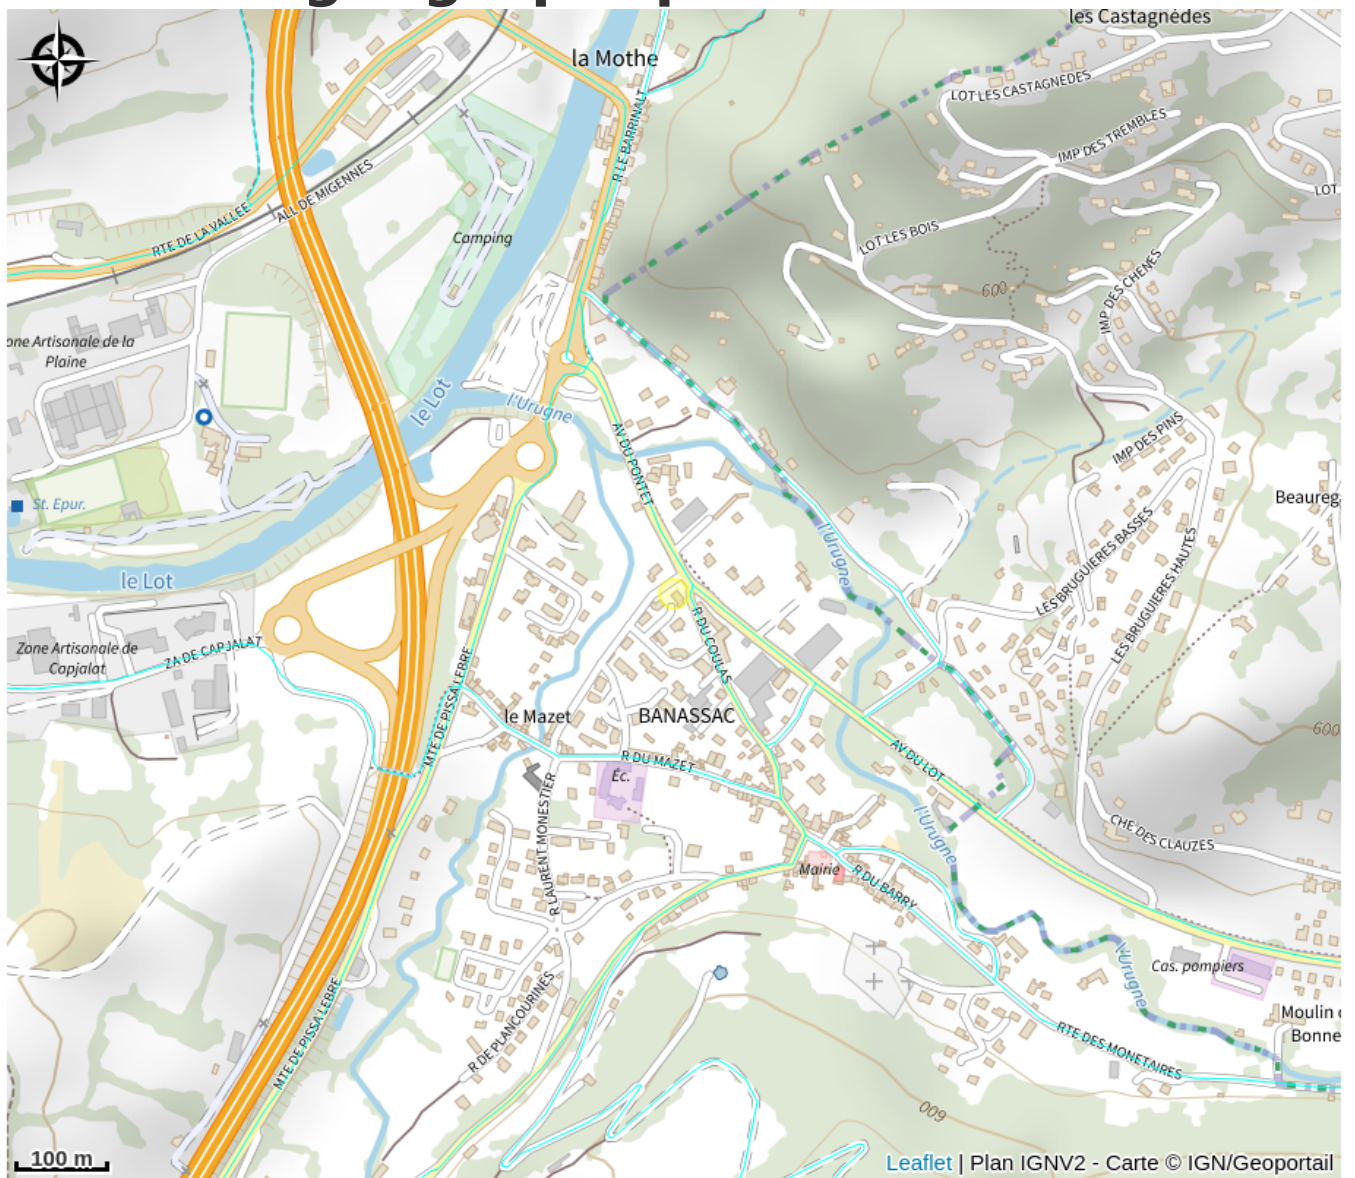 les Castagnèdes
la Mothe
LOT LES CASTAGNEDES
R LE BARRINALT
IMP DES TREMBLES
ALL DE MIGENNES
LOT
RTE DE LA VALLEE
Camping
LOT LES BOIS
600
IMP DES CHENES
one Artisanale de la
Plaine
le Lot
l'Urugne
AV DU PONTET
IMP DES PINS
St. Epur.
Beaureg
l'Urugne
LES BRUGUIERES BASSES
LES BRUGUIERES HAUTES
le Lot
R DU COULAS
Zone Artisanale de
Capjalat
ZA DE CAPJALAT
MTE DE PISSA LEBRE
le Mazet
BANASSAC
600
R DU MAZET
AV DU LOT
Éc.
R LAURENT MONESTIER
l'Urugne
CHE DES CLAUZES
Mairie
R DU BARRY
l'Urugne
Cas. pompiers
MTE DE PISSA LEBRE
R DE PLANCOURINES
Moulin
Bonne
RTE DES MONETAIRES
600
100 m
Leaflet | Plan IGNV2 - Carte © IGN/Geoportail